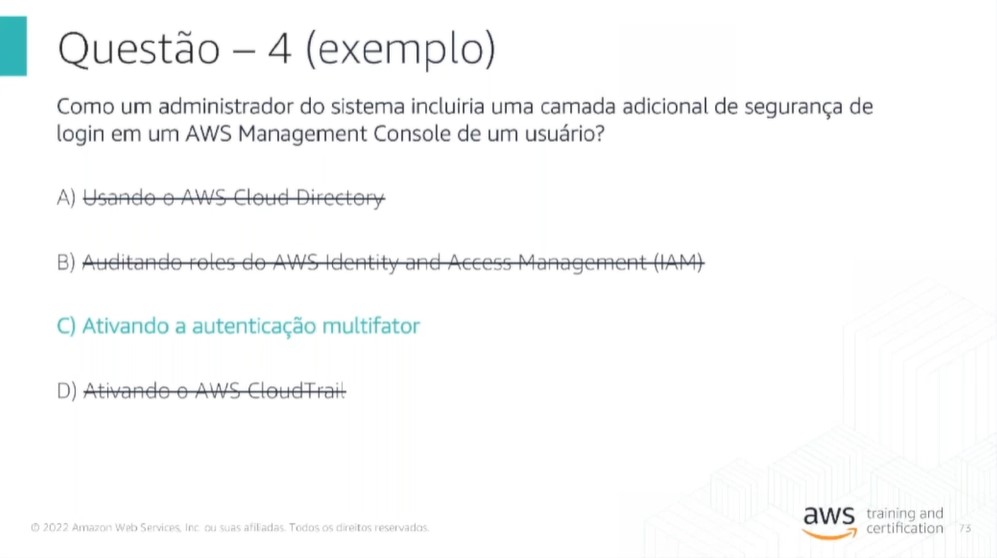 Questão – 4 (exemplo)
Como um administrador do sistema incluiria uma camada adicional de segurança de
login em um AWS Management Console de um usuário?
A) Usando o AWS Cloud Directory
B) Auditando roles do AWS Identity and Access Management (IAM)
C) Ativando a autenticação multifator
D) Ativando o AWS CloudTrail
© 2022 Amazon Web Services, Inc. ou suas afiliadas. Todos os direitos reservados.
aws training and
certification
73